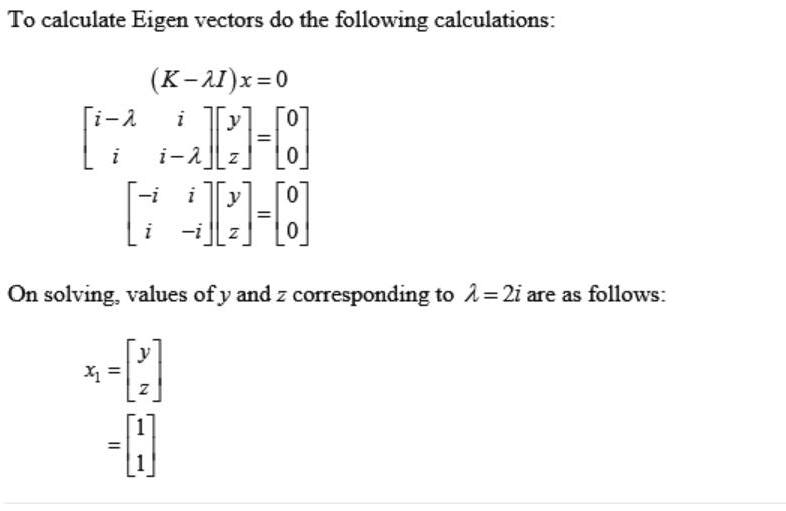 To calculate Eigen vectors do the following calculations:
(K − λI)x = 0
[i−λ i; i i−λ][y; z] = [0; 0]
[−i i; i −i][y; z] = [0; 0]
On solving, values of y and z corresponding to λ = 2i are as follows:
x₁ = [y; z]
= [1; 1]